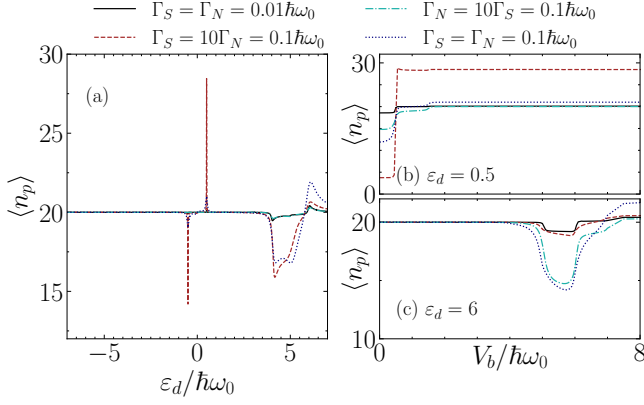 Γ_S = Γ_N = 0.01ħω_0
Γ_N = 10Γ_S = 0.1ħω_0
Γ_S = 10Γ_N = 0.1ħω_0
Γ_S = Γ_N = 0.1ħω_0
(a)
⟨n_p⟩
30
25
20
15
−5
0
5
ε_d/ħω_0
⟨n_p⟩
30
0
(b) ε_d = 0.5
⟨n_p⟩
20
10
(c) ε_d = 6
0
8
V_b/ħω_0